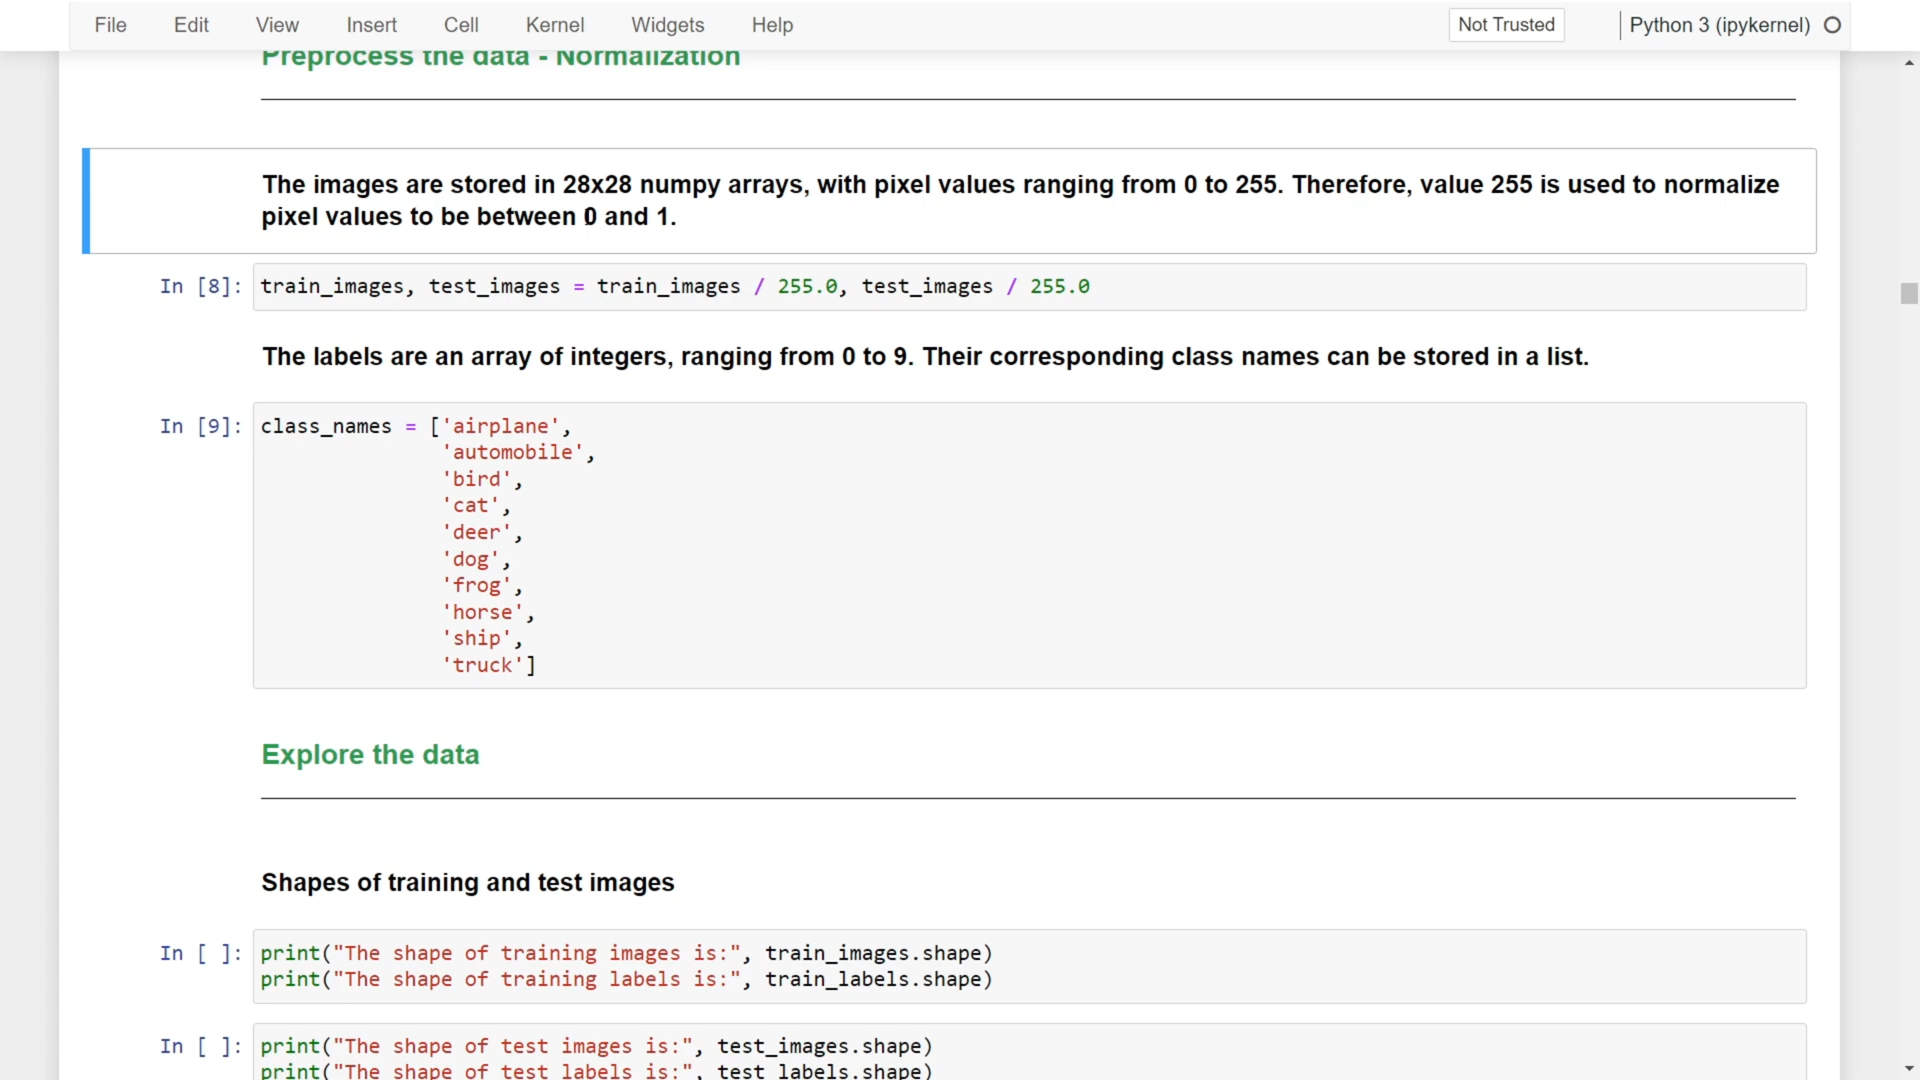 File Edit View Insert Cell Kernel Widgets Help Not Trusted Python 3 (ipykernel)
Preprocess the data - Normalization
The images are stored in 28x28 numpy arrays, with pixel values ranging from 0 to 255. Therefore, value 255 is used to normalize
pixel values to be between 0 and 1.
In [8]: train_images, test_images = train_images / 255.0, test_images / 255.0
The labels are an array of integers, ranging from 0 to 9. Their corresponding class names can be stored in a list.
In [9]: class_names = ['airplane',
'automobile',
'bird',
'cat',
'deer',
'dog',
'frog',
'horse',
'ship',
'truck']
Explore the data
Shapes of training and test images
In [ ]: print("The shape of training images is:", train_images.shape)
print("The shape of training labels is:", train_labels.shape)
In [ ]: print("The shape of test images is:", test_images.shape)
print("The shape of test labels is:", test_labels.shape)